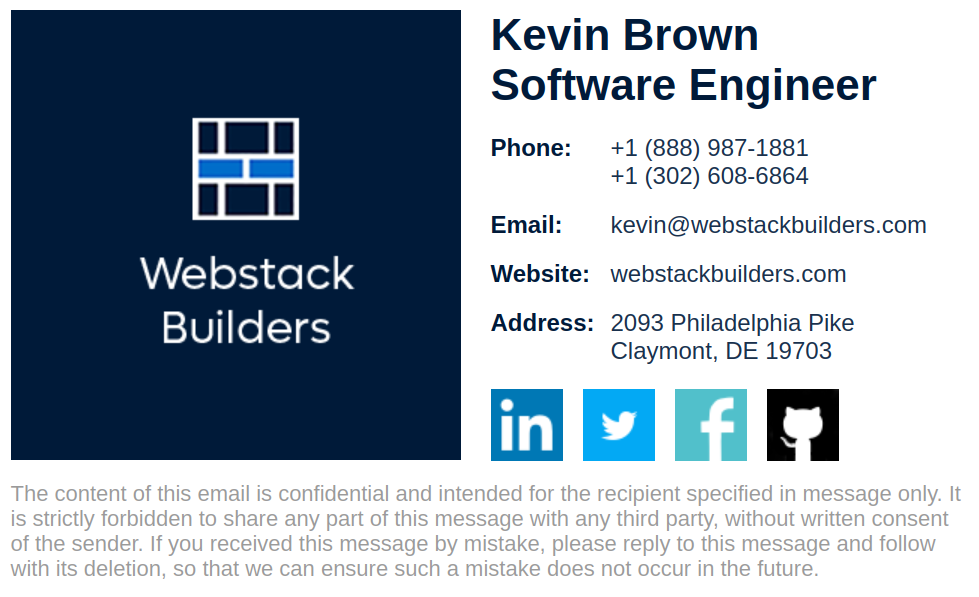 Webstack
Builders
Kevin Brown
Software Engineer
Phone: +1 (888) 987-1881
+1 (302) 608-6864
Email: kevin@webstackbuilders.com
Website: webstackbuilders.com
Address: 2093 Philadelphia Pike
Claymont, DE 19703
in f
The content of this email is confidential and intended for the recipient specified in message only. It
is strictly forbidden to share any part of this message with any third party, without written consent
of the sender. If you received this message by mistake, please reply to this message and follow
with its deletion, so that we can ensure such a mistake does not occur in the future.